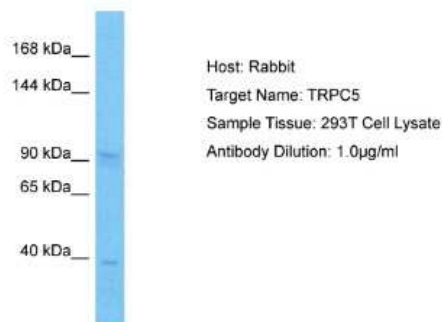 168 kDa__
144 kDa__
90 kDa__
65 kDa__
40 kDa__
Host: Rabbit
Target Name: TRPC5
Sample Tissue: 293T Cell Lysate
Antibody Dilution: 1.0µg/ml